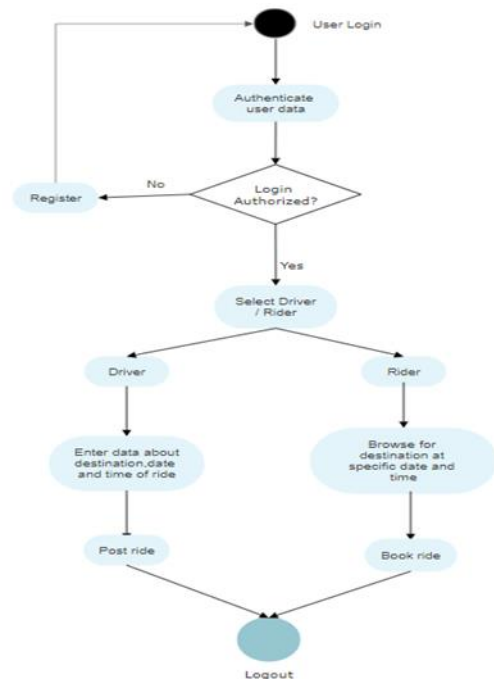 User Login
Authenticate
user data
Login
Authorized?
No
Register
Yes
Select Driver
/ Rider
Driver
Rider
Enter data about
destination,date
and time of ride
Browse for
destination at
specific date and
time
Post ride
Book ride
Logout